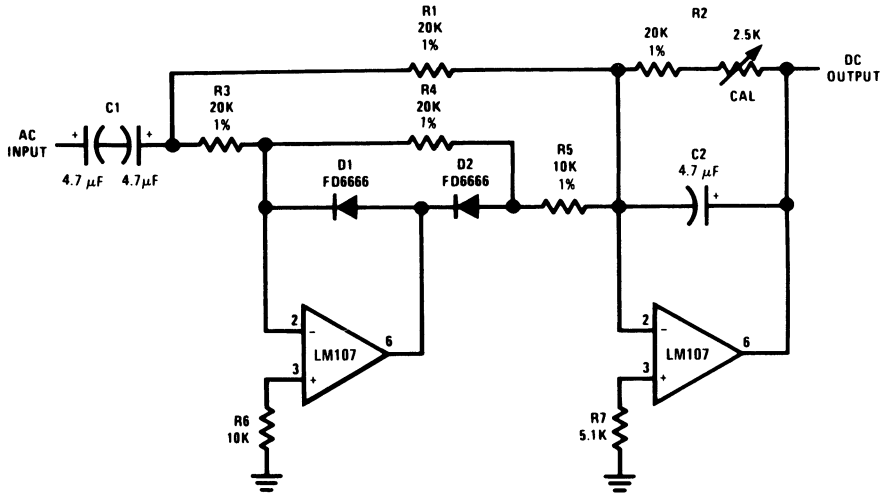 R1
20K
1%
R2
20K
1%
2.5K
CAL
DC
OUTPUT
C1
R3
20K
1%
R4
20K
1%
AC
INPUT
+
+
4.7 μF
4.7μF
D1
FD6666
D2
FD6666
R5
10K
1%
C2
4.7 μF
+
2
−
LM107
6
3
+
R6
10K
2
−
LM107
6
3
+
R7
5.1K